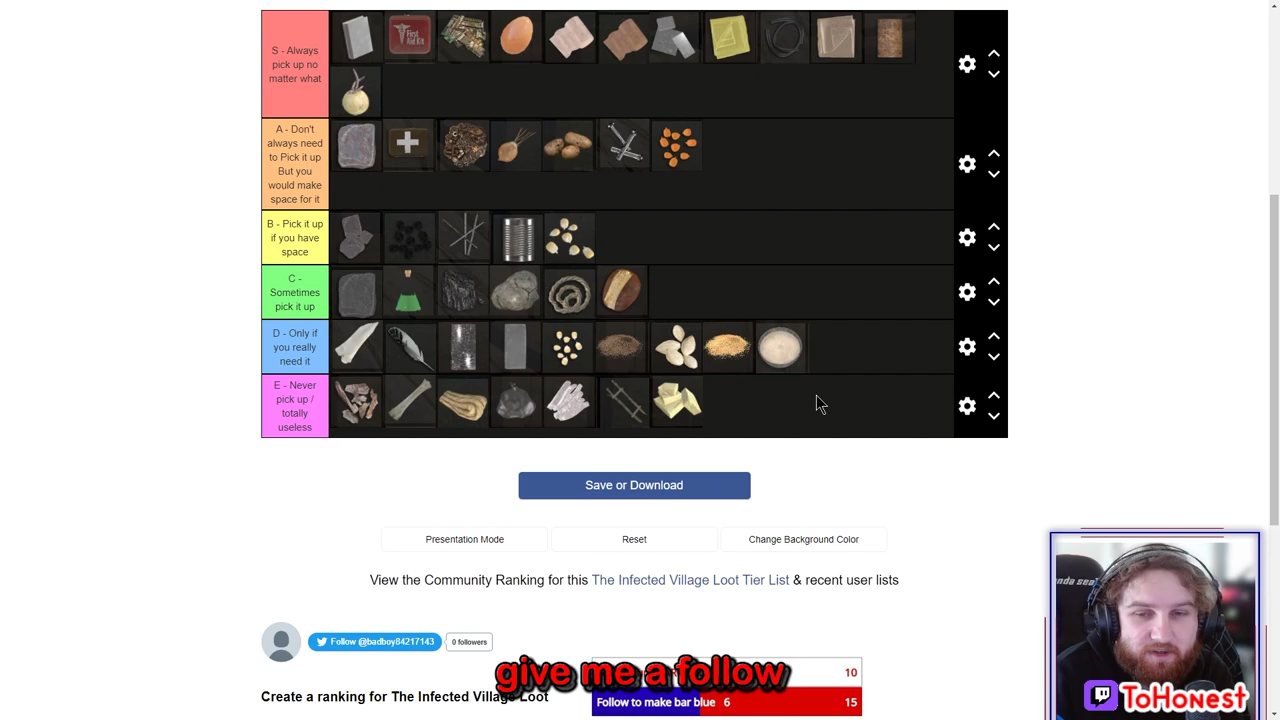 S - Always
pick up no
matter what
First
Aid Kit
A - Don't
always need
to Pick it up
But you
would make
space for it
B - Pick it up
if you have
space
C -
Sometimes
pick it up
D - Only if
you really
need it
E - Never
pick up /
totally
useless
Save or Download
Presentation Mode
Reset
Change Background Color
View the Community Ranking for this The Infected Village Loot Tier List & recent user lists
Follow @badboy84217143
0 followers
give me a follow
10
Create a ranking for The Infected Village Loot
Follow to make bar blue 6 15
ToHonest